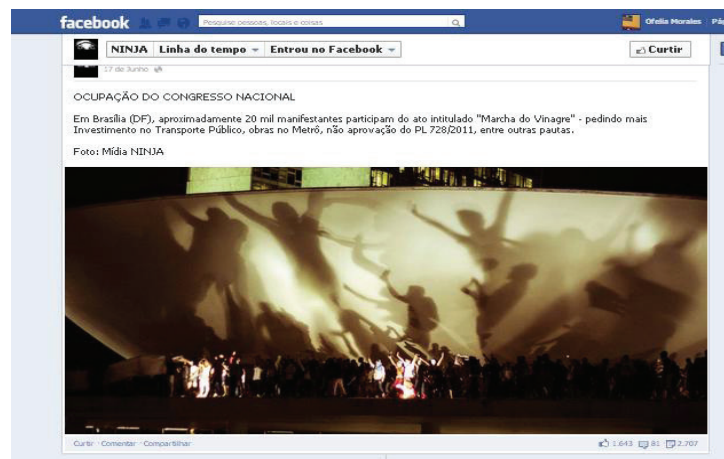 facebook
Pesquise pessoas, locais e coisas
Ofelia Morales
Pág
NINJA Linha do tempo Entrou no Facebook
Curtir
17 de Junho
OCUPAÇÃO DO CONGRESSO NACIONAL
Em Brasília (DF), aproximadamente 20 mil manifestantes participam do ato intitulado "Marcha do Vinagre" - pedindo mais
Investimento no Transporte Público, obras no Metrô, não aprovação do PL 728/2011, entre outras pautas.
Foto: Mídia NINJA
Curtir · Comentar · Compartilhar
1.643 81 2.707